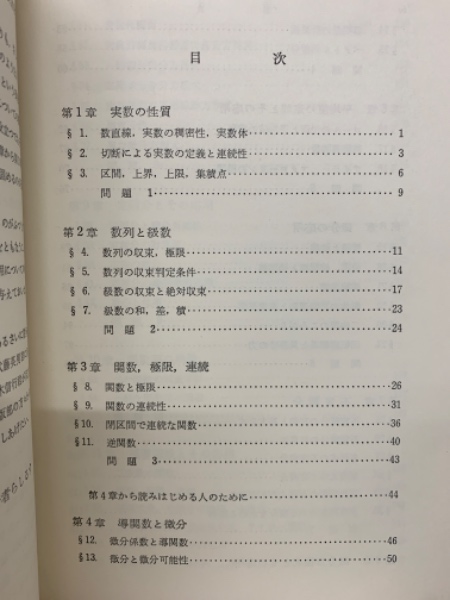 目次
第1章 実数の性質
§ 1. 数直線，実数の稠密性，実数体 1
§ 2. 切断による実数の定義と連続性 3
§ 3. 区間，上界，上限，集積点 6
問題 1 9
第2章 数列と級数
§ 4. 数列の収束，極限 11
§ 5. 数列の収束判定条件 14
§ 6. 級数の収束と絶対収束 17
§ 7. 級数の和，差，積 23
問題 2 24
第3章 関数，極限，連続
§ 8. 関数と極限 26
§ 9. 関数の連続性 31
§10. 閉区間で連続な関数 36
§11. 逆関数 40
問題 3 43
第4章から読みはじめる人のために 44
第4章 導関数と微分
§12. 微分係数と導関数 46
§13. 微分と微分可能性 50